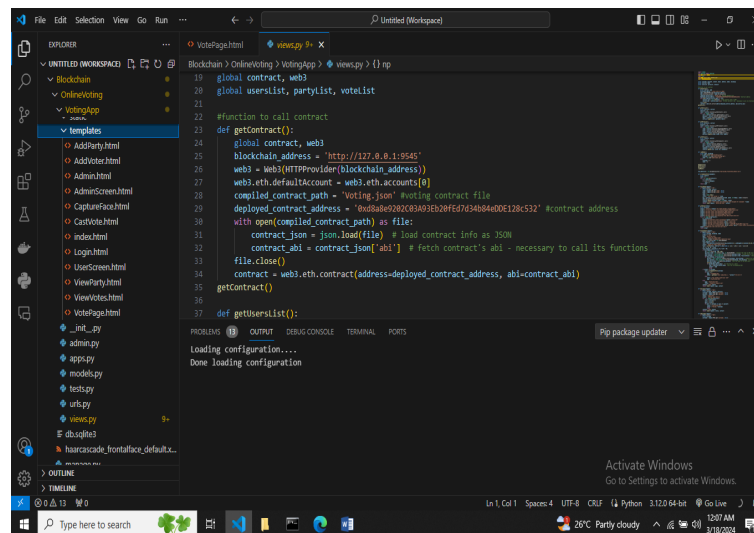 File Edit Selection View Go Run ··· Untitled (Workspace)
EXPLORER ···
UNTITLED (WORKSPACE)
Blockchain
OnlineVoting
VotingApp
templates
AddParty.html
AddVoter.html
Admin.html
AdminScreen.html
CaptureFace.html
CastVote.html
index.html
Login.html
UserScreen.html
ViewParty.html
ViewVotes.html
VotePage.html
__init__.py
admin.py
apps.py
models.py
tests.py
urls.py
views.py 9+
db.sqlite3
haarcascade_frontalface_default.x...
OUTLINE
TIMELINE
VotePage.html views.py 9+ X
Blockchain > OnlineVoting > VotingApp > views.py > {} np
19 global contract, web3
20 global usersList, partyList, voteList
21
22 #function to call contract
23 def getContract():
24 global contract, web3
25 blockchain_address = 'http://127.0.0.1:9545'
26 web3 = Web3(HTTPProvider(blockchain_address))
27 web3.eth.defaultAccount = web3.eth.accounts[0]
28 compiled_contract_path = 'Voting.json' #voting contract file
29 deployed_contract_address = '0xd8a8e9202C03A93Eb20fEd7d34b84eDDE128c532' #contract address
30 with open(compiled_contract_path) as file:
31 contract_json = json.load(file) # load contract info as JSON
32 contract_abi = contract_json['abi'] # fetch contract's abi - necessary to call its functions
33 file.close()
34 contract = web3.eth.contract(address=deployed_contract_address, abi=contract_abi)
35 getContract()
36
37 def getUsersList():
PROBLEMS 13 OUTPUT DEBUG CONSOLE TERMINAL PORTS Pip package updater
Loading configuration....
Done loading configuration
Activate Windows
Go to Settings to activate Windows.
0 13 0 Ln 1, Col 1 Spaces: 4 UTF-8 CRLF Python 3.12.0 64-bit Go Live
Type here to search 26°C Partly cloudy 12:07 AM
3/18/2024